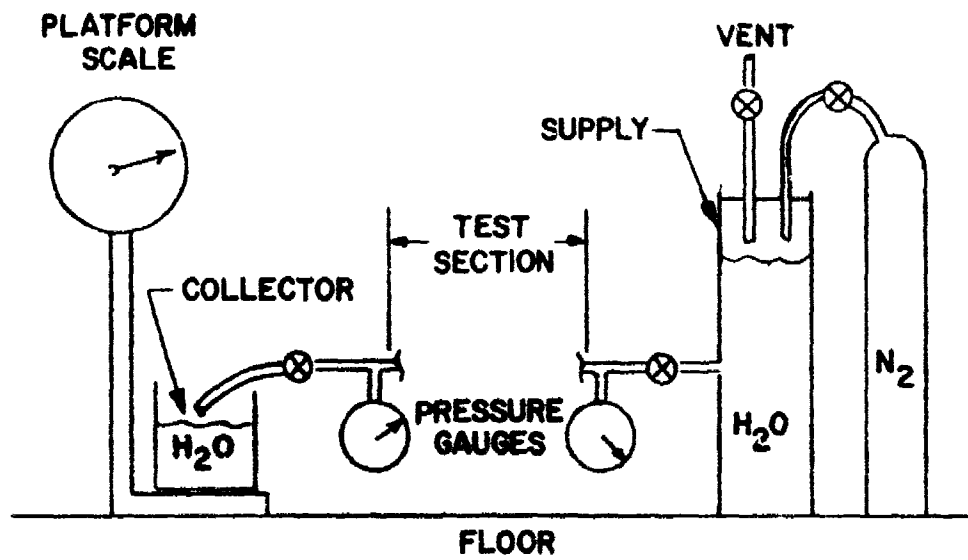 PLATFORM
SCALE
VENT
SUPPLY
TEST
SECTION
COLLECTOR
N2
PRESSURE
GAUGES
H2O
H2O
FLOOR